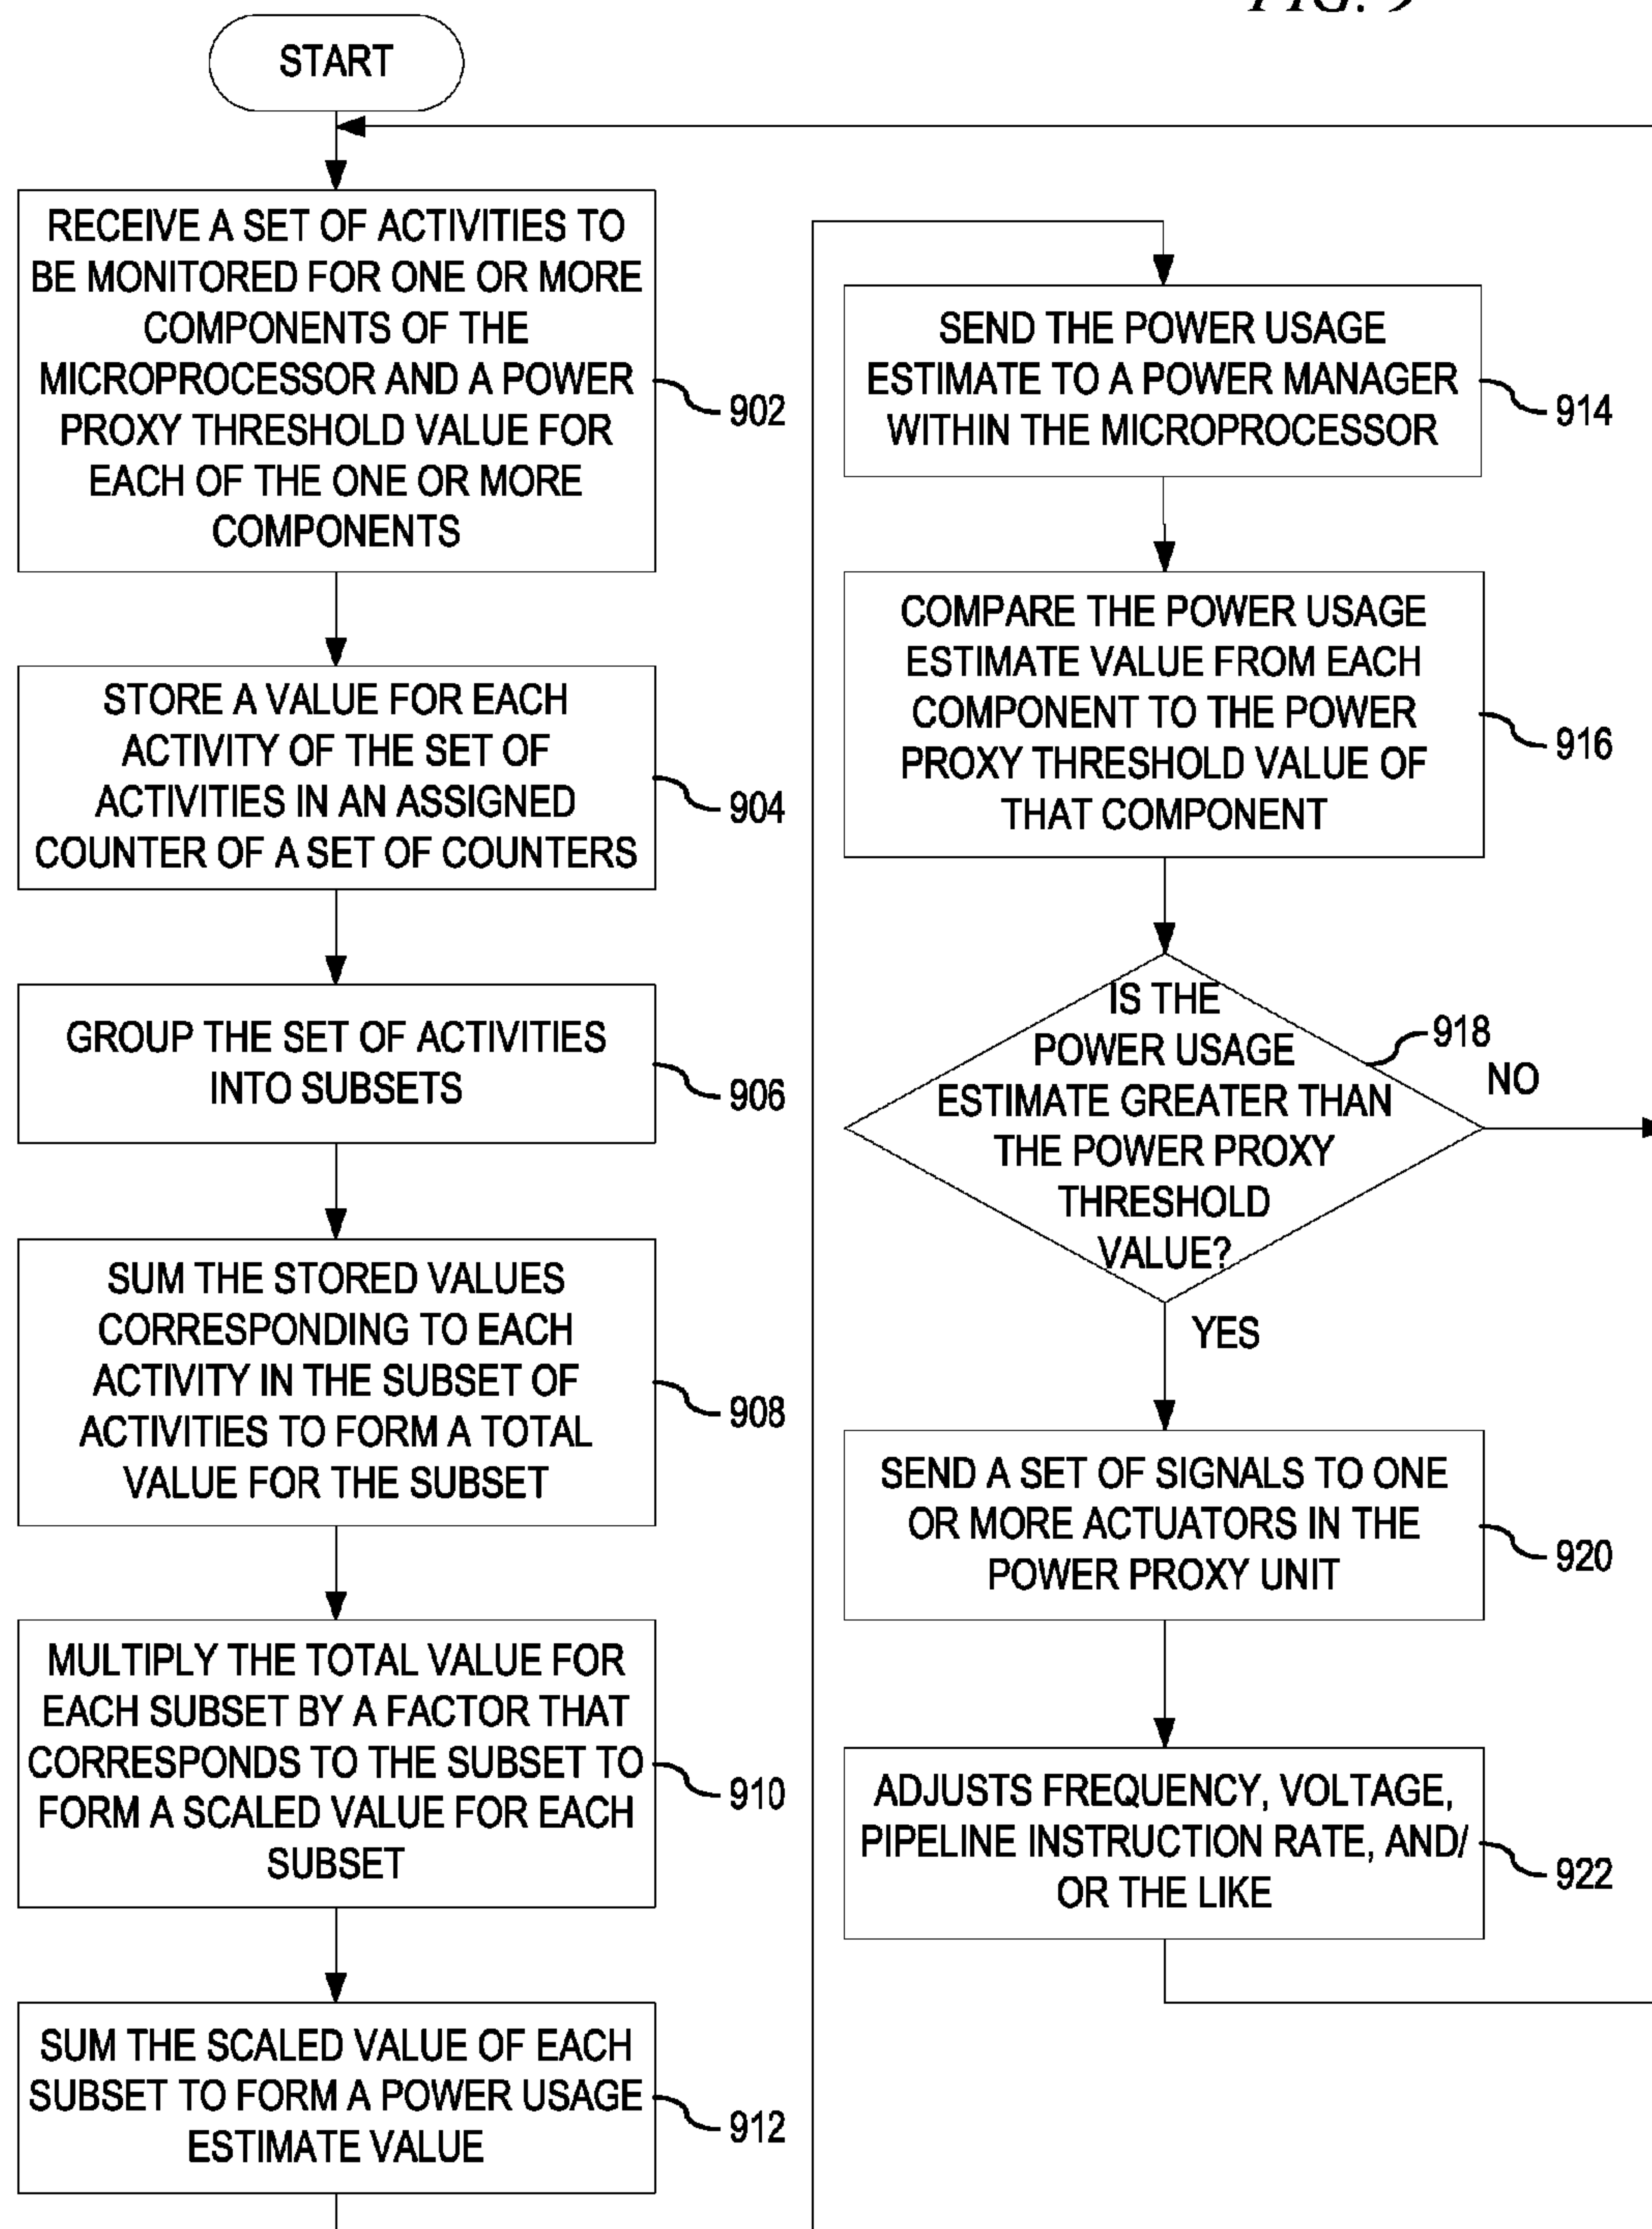 FIG. 9
START
RECEIVE A SET OF ACTIVITIES TO
BE MONITORED FOR ONE OR MORE
COMPONENTS OF THE
MICROPROCESSOR AND A POWER
PROXY THRESHOLD VALUE FOR
EACH OF THE ONE OR MORE
COMPONENTS
902
STORE A VALUE FOR EACH
ACTIVITY OF THE SET OF
ACTIVITIES IN AN ASSIGNED
COUNTER OF A SET OF COUNTERS
904
GROUP THE SET OF ACTIVITIES
INTO SUBSETS
906
SUM THE STORED VALUES
CORRESPONDING TO EACH
ACTIVITY IN THE SUBSET OF
ACTIVITIES TO FORM A TOTAL
VALUE FOR THE SUBSET
908
MULTIPLY THE TOTAL VALUE FOR
EACH SUBSET BY A FACTOR THAT
CORRESPONDS TO THE SUBSET TO
FORM A SCALED VALUE FOR EACH
SUBSET
910
SUM THE SCALED VALUE OF EACH
SUBSET TO FORM A POWER USAGE
ESTIMATE VALUE
912
SEND THE POWER USAGE
ESTIMATE TO A POWER MANAGER
WITHIN THE MICROPROCESSOR
914
COMPARE THE POWER USAGE
ESTIMATE VALUE FROM EACH
COMPONENT TO THE POWER
PROXY THRESHOLD VALUE OF
THAT COMPONENT
916
IS THE
POWER USAGE
ESTIMATE GREATER THAN
THE POWER PROXY
THRESHOLD
VALUE?
918
NO
YES
SEND A SET OF SIGNALS TO ONE
OR MORE ACTUATORS IN THE
POWER PROXY UNIT
920
ADJUSTS FREQUENCY, VOLTAGE,
PIPELINE INSTRUCTION RATE, AND/
OR THE LIKE
922